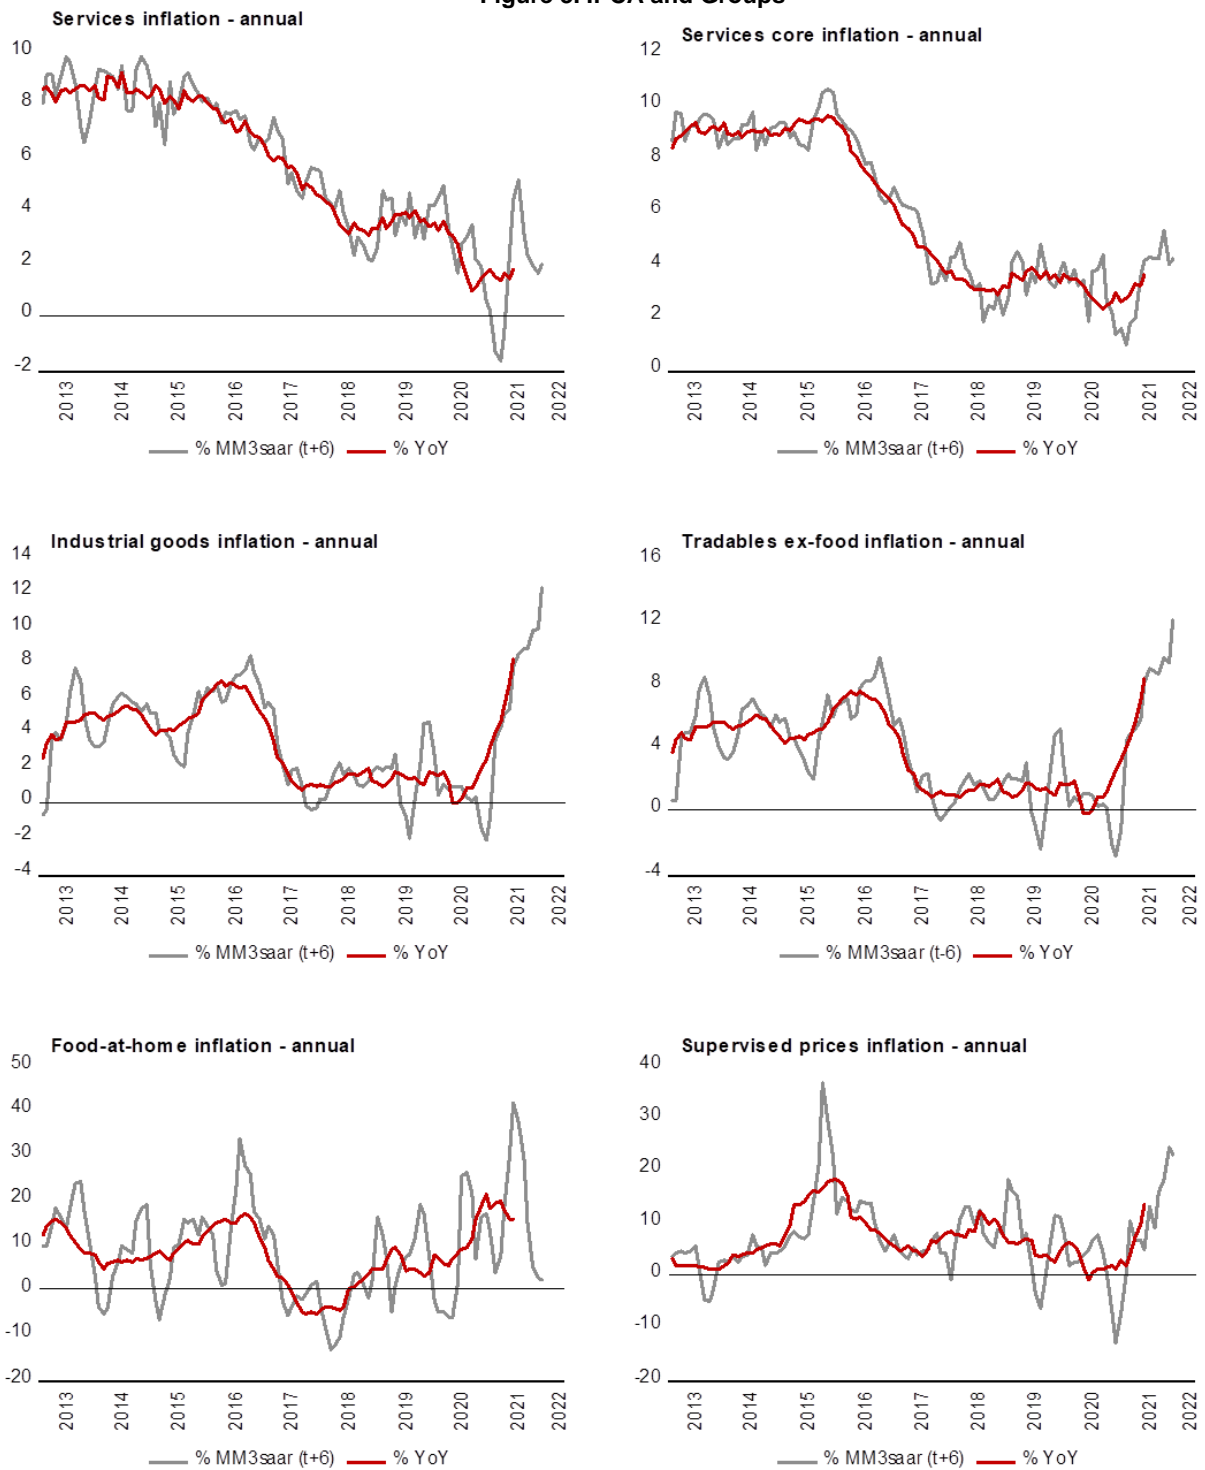 Services inflation - annual
10
8
6
4
2
0
-2
2013 2014 2015 2016 2017 2018 2019 2020 2021 2022
% MM3saar (t+6) % YoY
Services core inflation - annual
12
10
8
6
4
2
0
2013 2014 2015 2016 2017 2018 2019 2020 2021 2022
% MM3saar (t+6) % YoY
Industrial goods inflation - annual
14
12
10
8
6
4
2
0
-2
-4
2013 2014 2015 2016 2017 2018 2019 2020 2021 2022
% MM3saar (t+6) % YoY
Tradables ex-food inflation - annual
16
12
8
4
0
-4
2013 2014 2015 2016 2017 2018 2019 2020 2021 2022
% MM3saar (t-6) % YoY
Food-at-home inflation - annual
50
40
30
20
10
0
-10
-20
2013 2014 2015 2016 2017 2018 2019 2020 2021 2022
% MM3saar (t+6) % YoY
Supervised prices inflation - annual
40
30
20
10
0
-10
-20
2013 2014 2015 2016 2017 2018 2019 2020 2021 2022
% MM3saar (t+6) % YoY